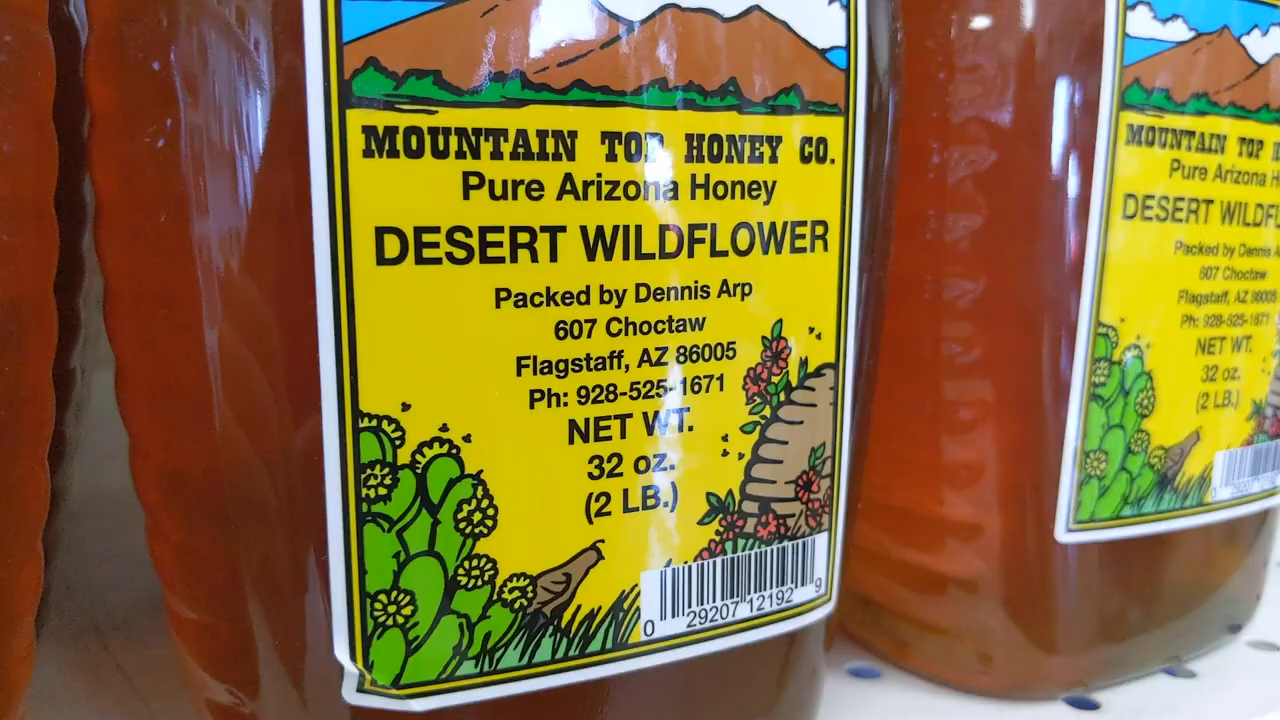 MOUNTAIN TOP HONEY CO.
Pure Arizona Honey
DESERT WILDFLOWER
Packed by Dennis Arp
607 Choctaw
Flagstaff, AZ 86005
Ph: 928-525-1671
NET WT.
32 oz.
(2 LB.)
0 29207 12192 9
MOUNTAIN TOP
Pure Arizona
DESERT
Packed by Dennis
607 Choctaw
Flagstaff, AZ 86005
Ph: 928-525-1671
NET WT.
32 oz.
(2 LB.)